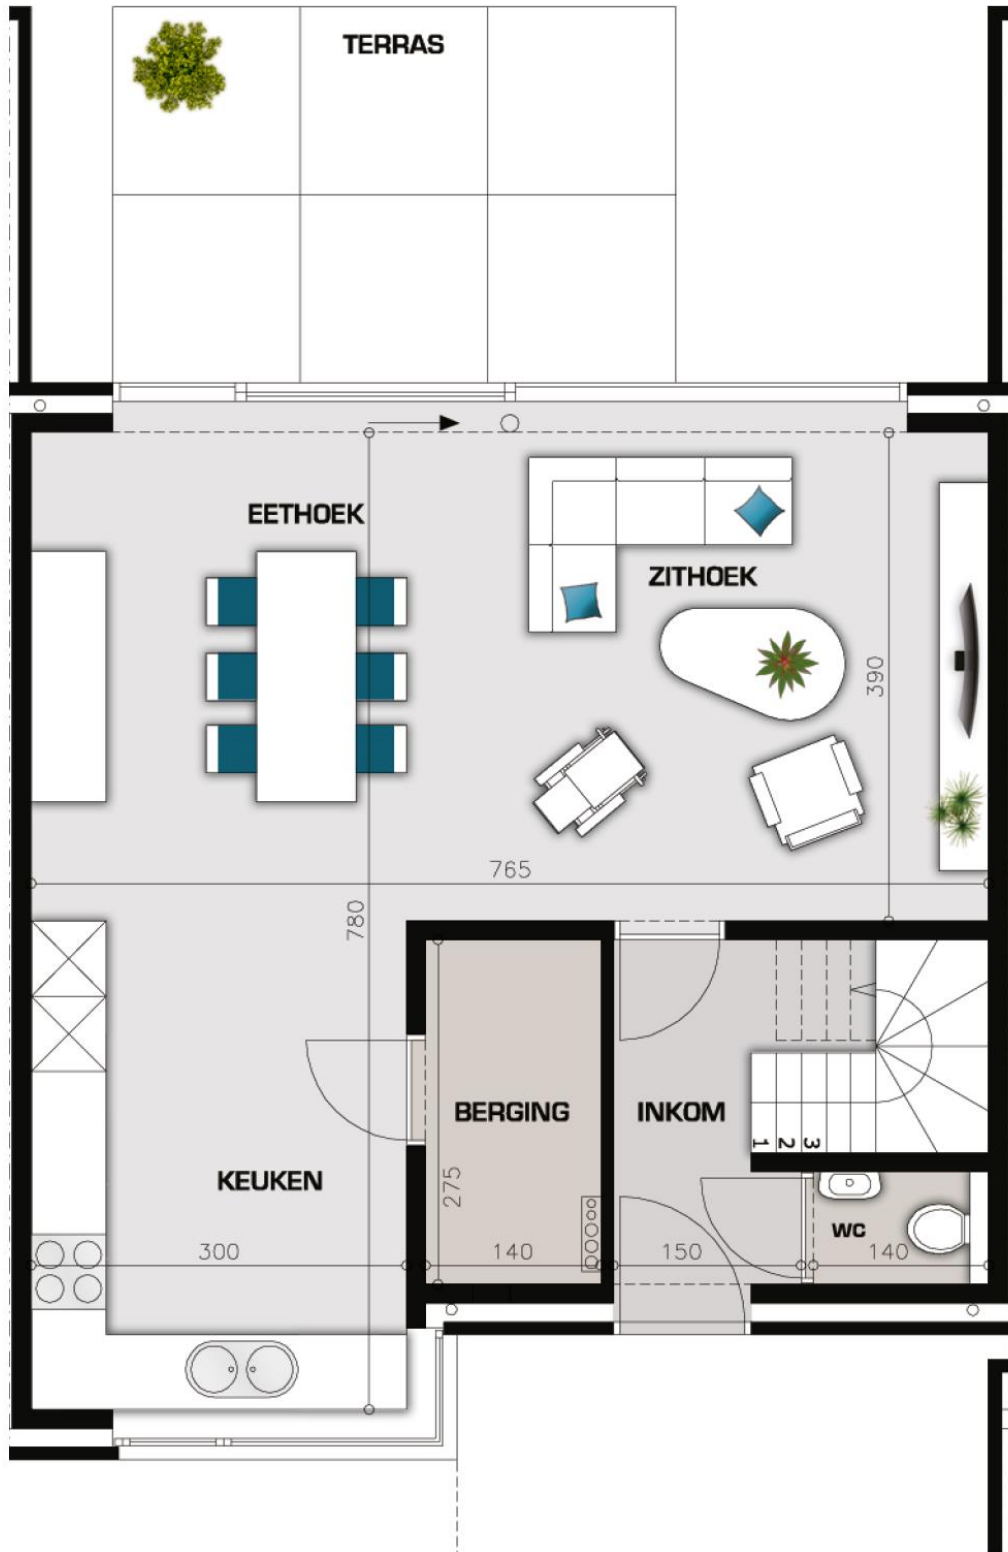 TERRAS
EETHOEK
ZITHOEK
390
765
780
BERGING
INKOM
1 2 3
KEUKEN
275
WC
300
140
150
140